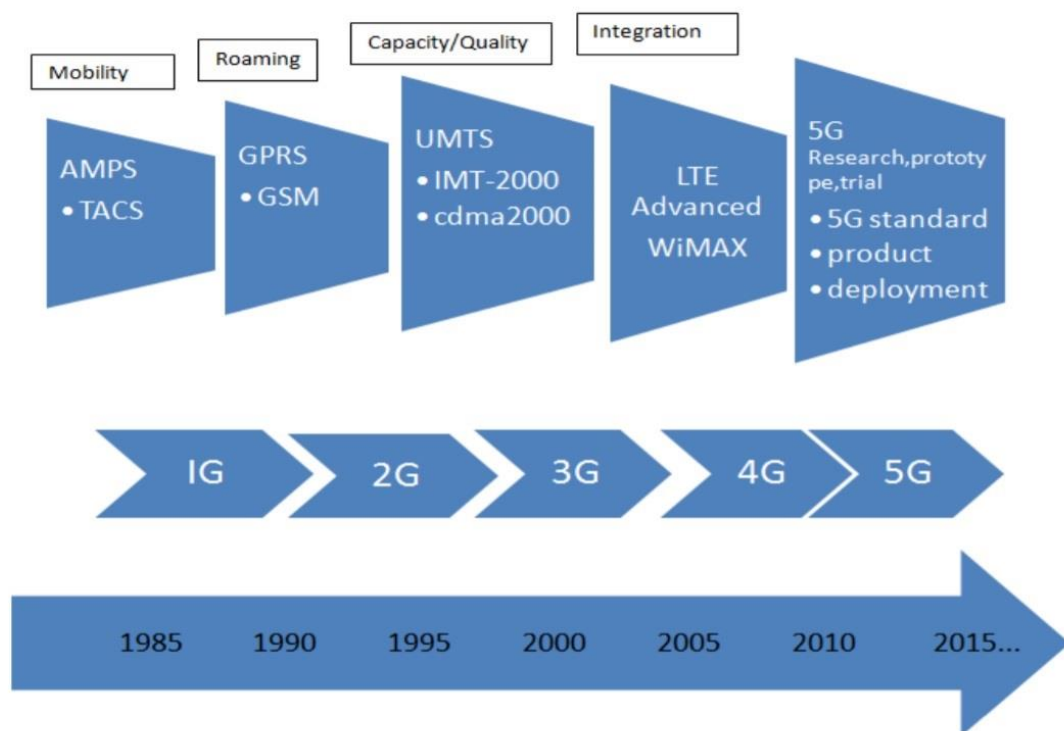 Mobility
Roaming
Capacity/Quality
Integration
AMPS
• TACS
GPRS
• GSM
UMTS
• IMT-2000
• cdma2000
LTE
Advanced
WiMAX
5G
Research,prototy
pe,trial
• 5G standard
• product
• deployment
IG
2G
3G
4G
5G
1985 1990 1995 2000 2005 2010 2015...